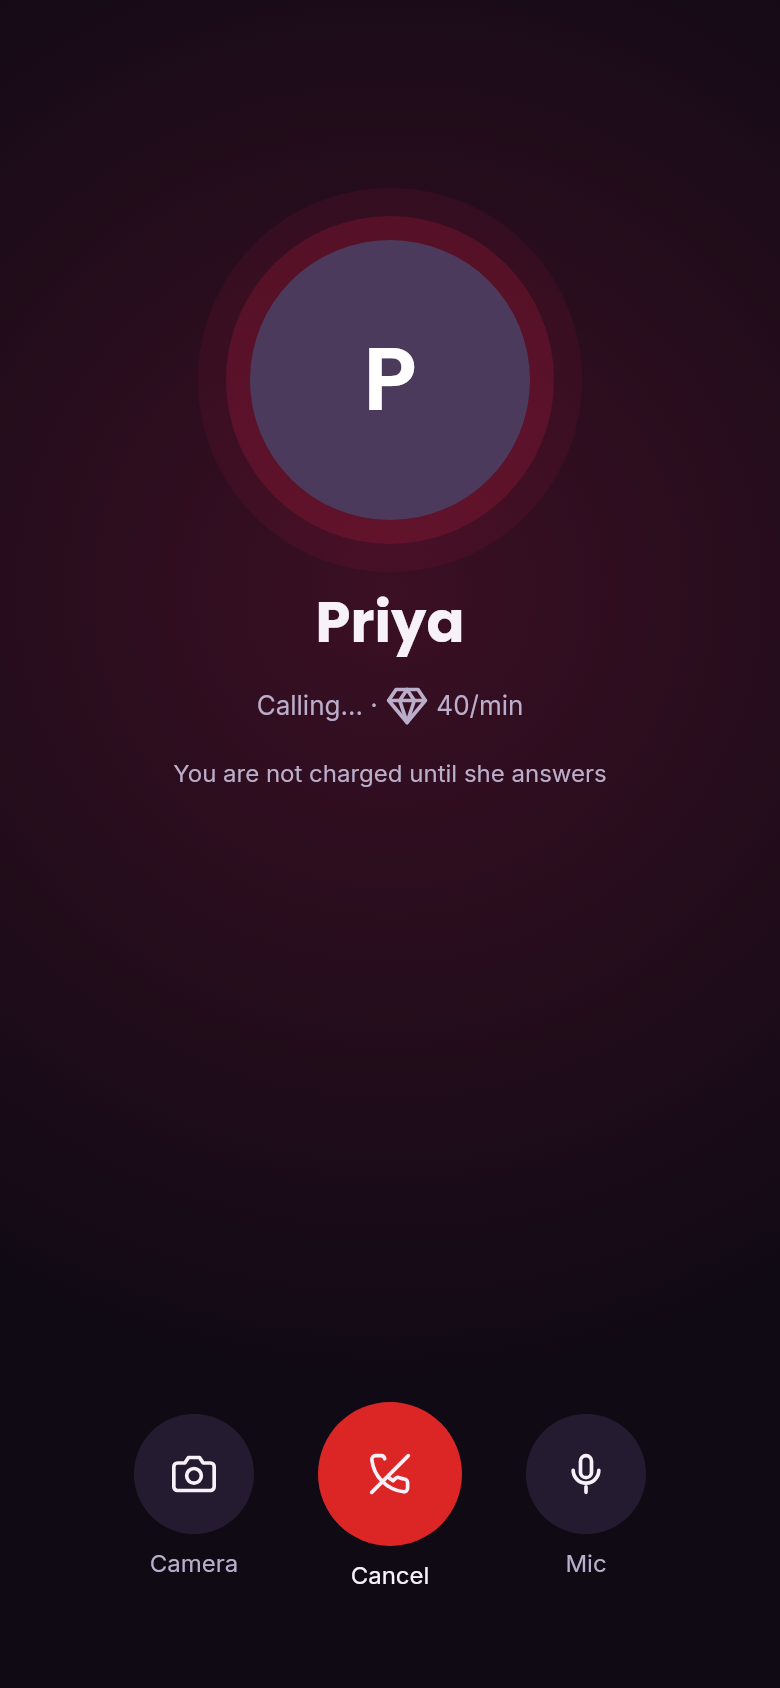 P
Priya
Calling... · 40/min
You are not charged until she answers
Camera
Cancel
Mic